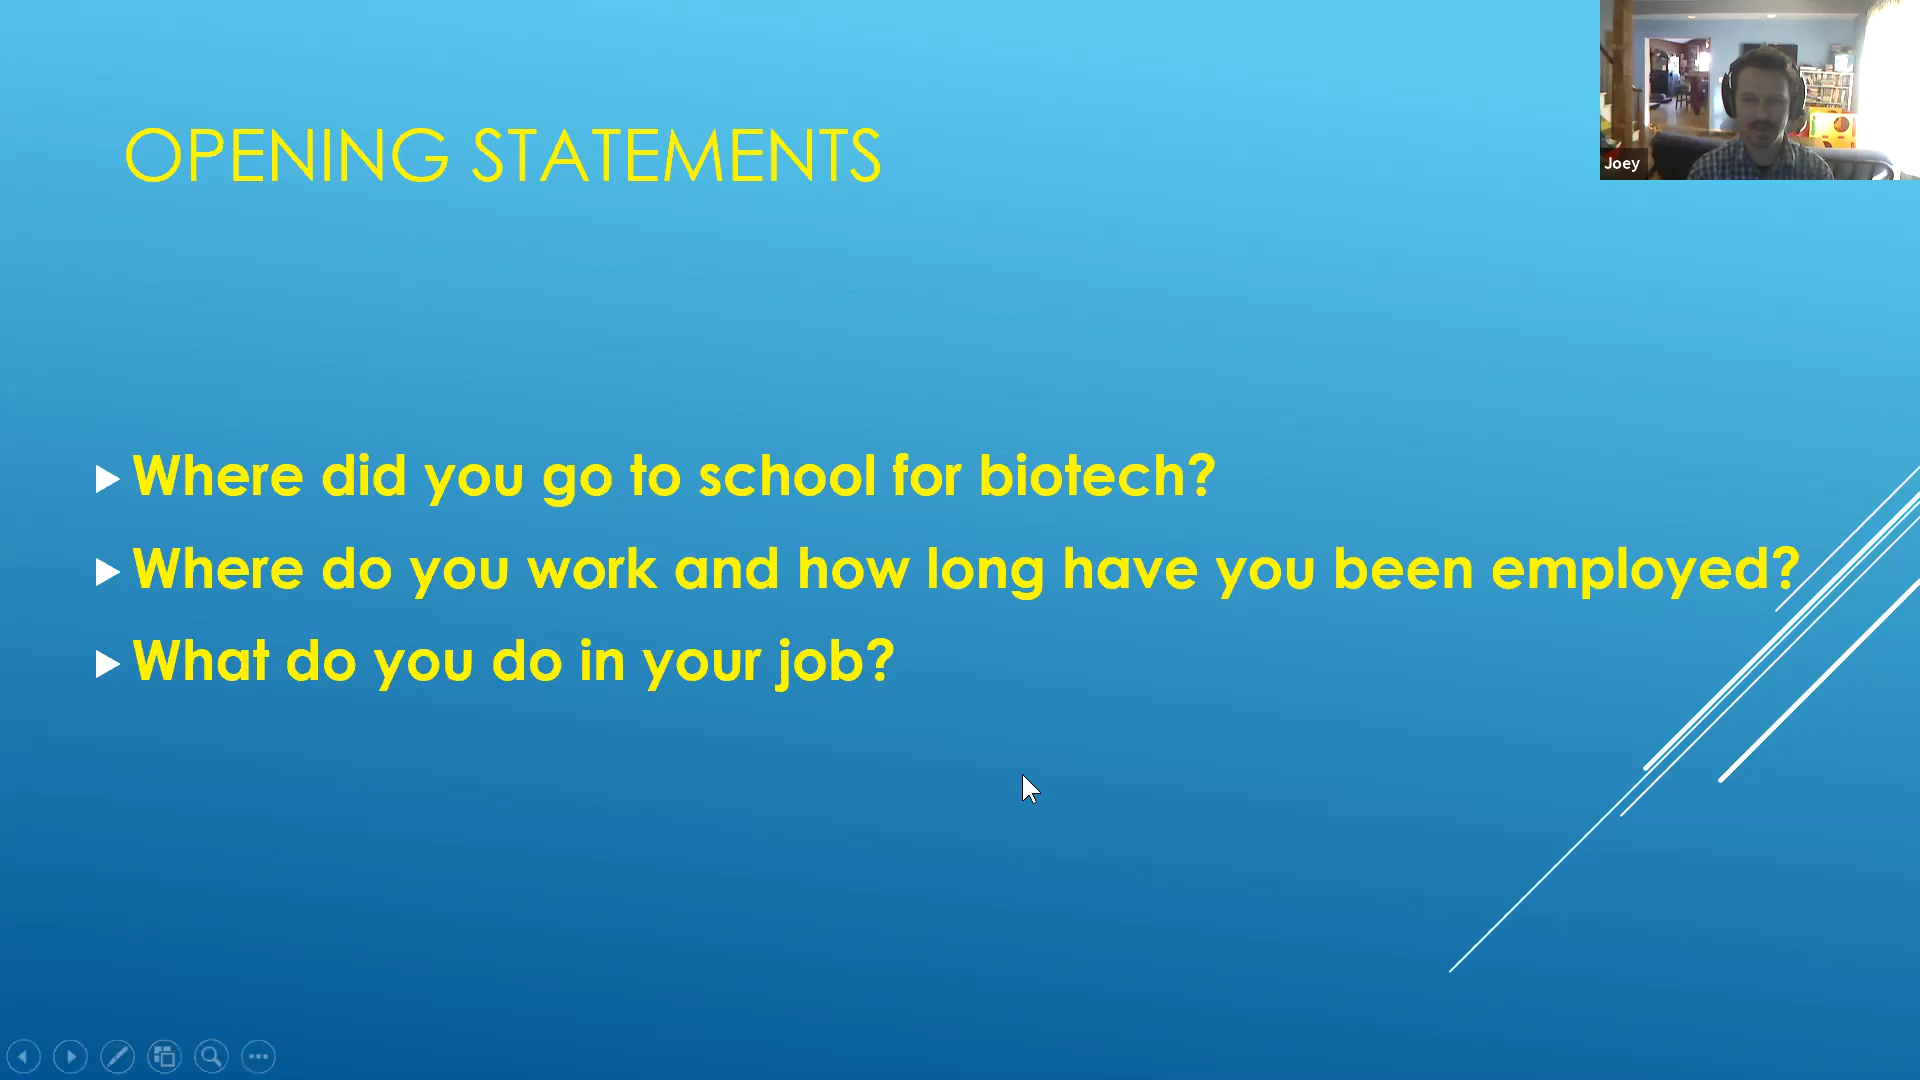 OPENING STATEMENTS
Where did you go to school for biotech?
Where do you work and how long have you been employed?
What do you do in your job?
Joey